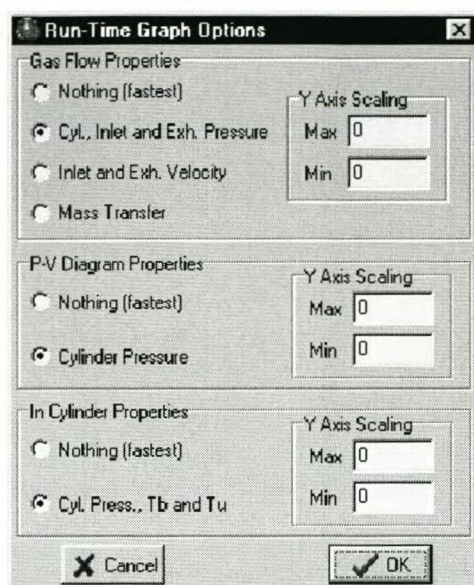 Run-Time Graph Options
Gas Flow Properties
Nothing (fastest)
Cyl., Inlet and Exh. Pressure
Inlet and Exh. Velocity
Mass Transfer
Y Axis Scaling
Max 0
Min 0
P-V Diagram Properties
Nothing (fastest)
Cylinder Pressure
Y Axis Scaling
Max 0
Min 0
In Cylinder Properties
Nothing (fastest)
Cyl. Press., Tb and Tu
Y Axis Scaling
Max 0
Min 0
Cancel
OK